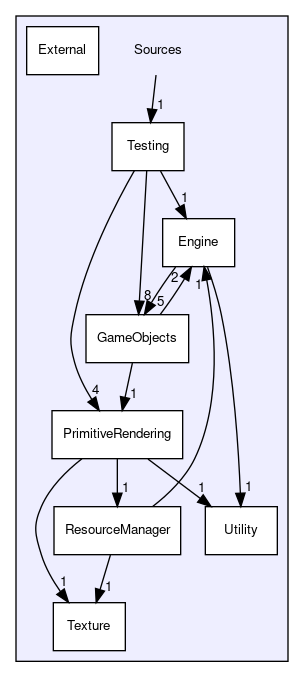 External
Sources
1
Testing
1
Engine
8
2
5
1
GameObjects
4
1
PrimitiveRendering
1
1
1
ResourceManager
Utility
1
1
Texture